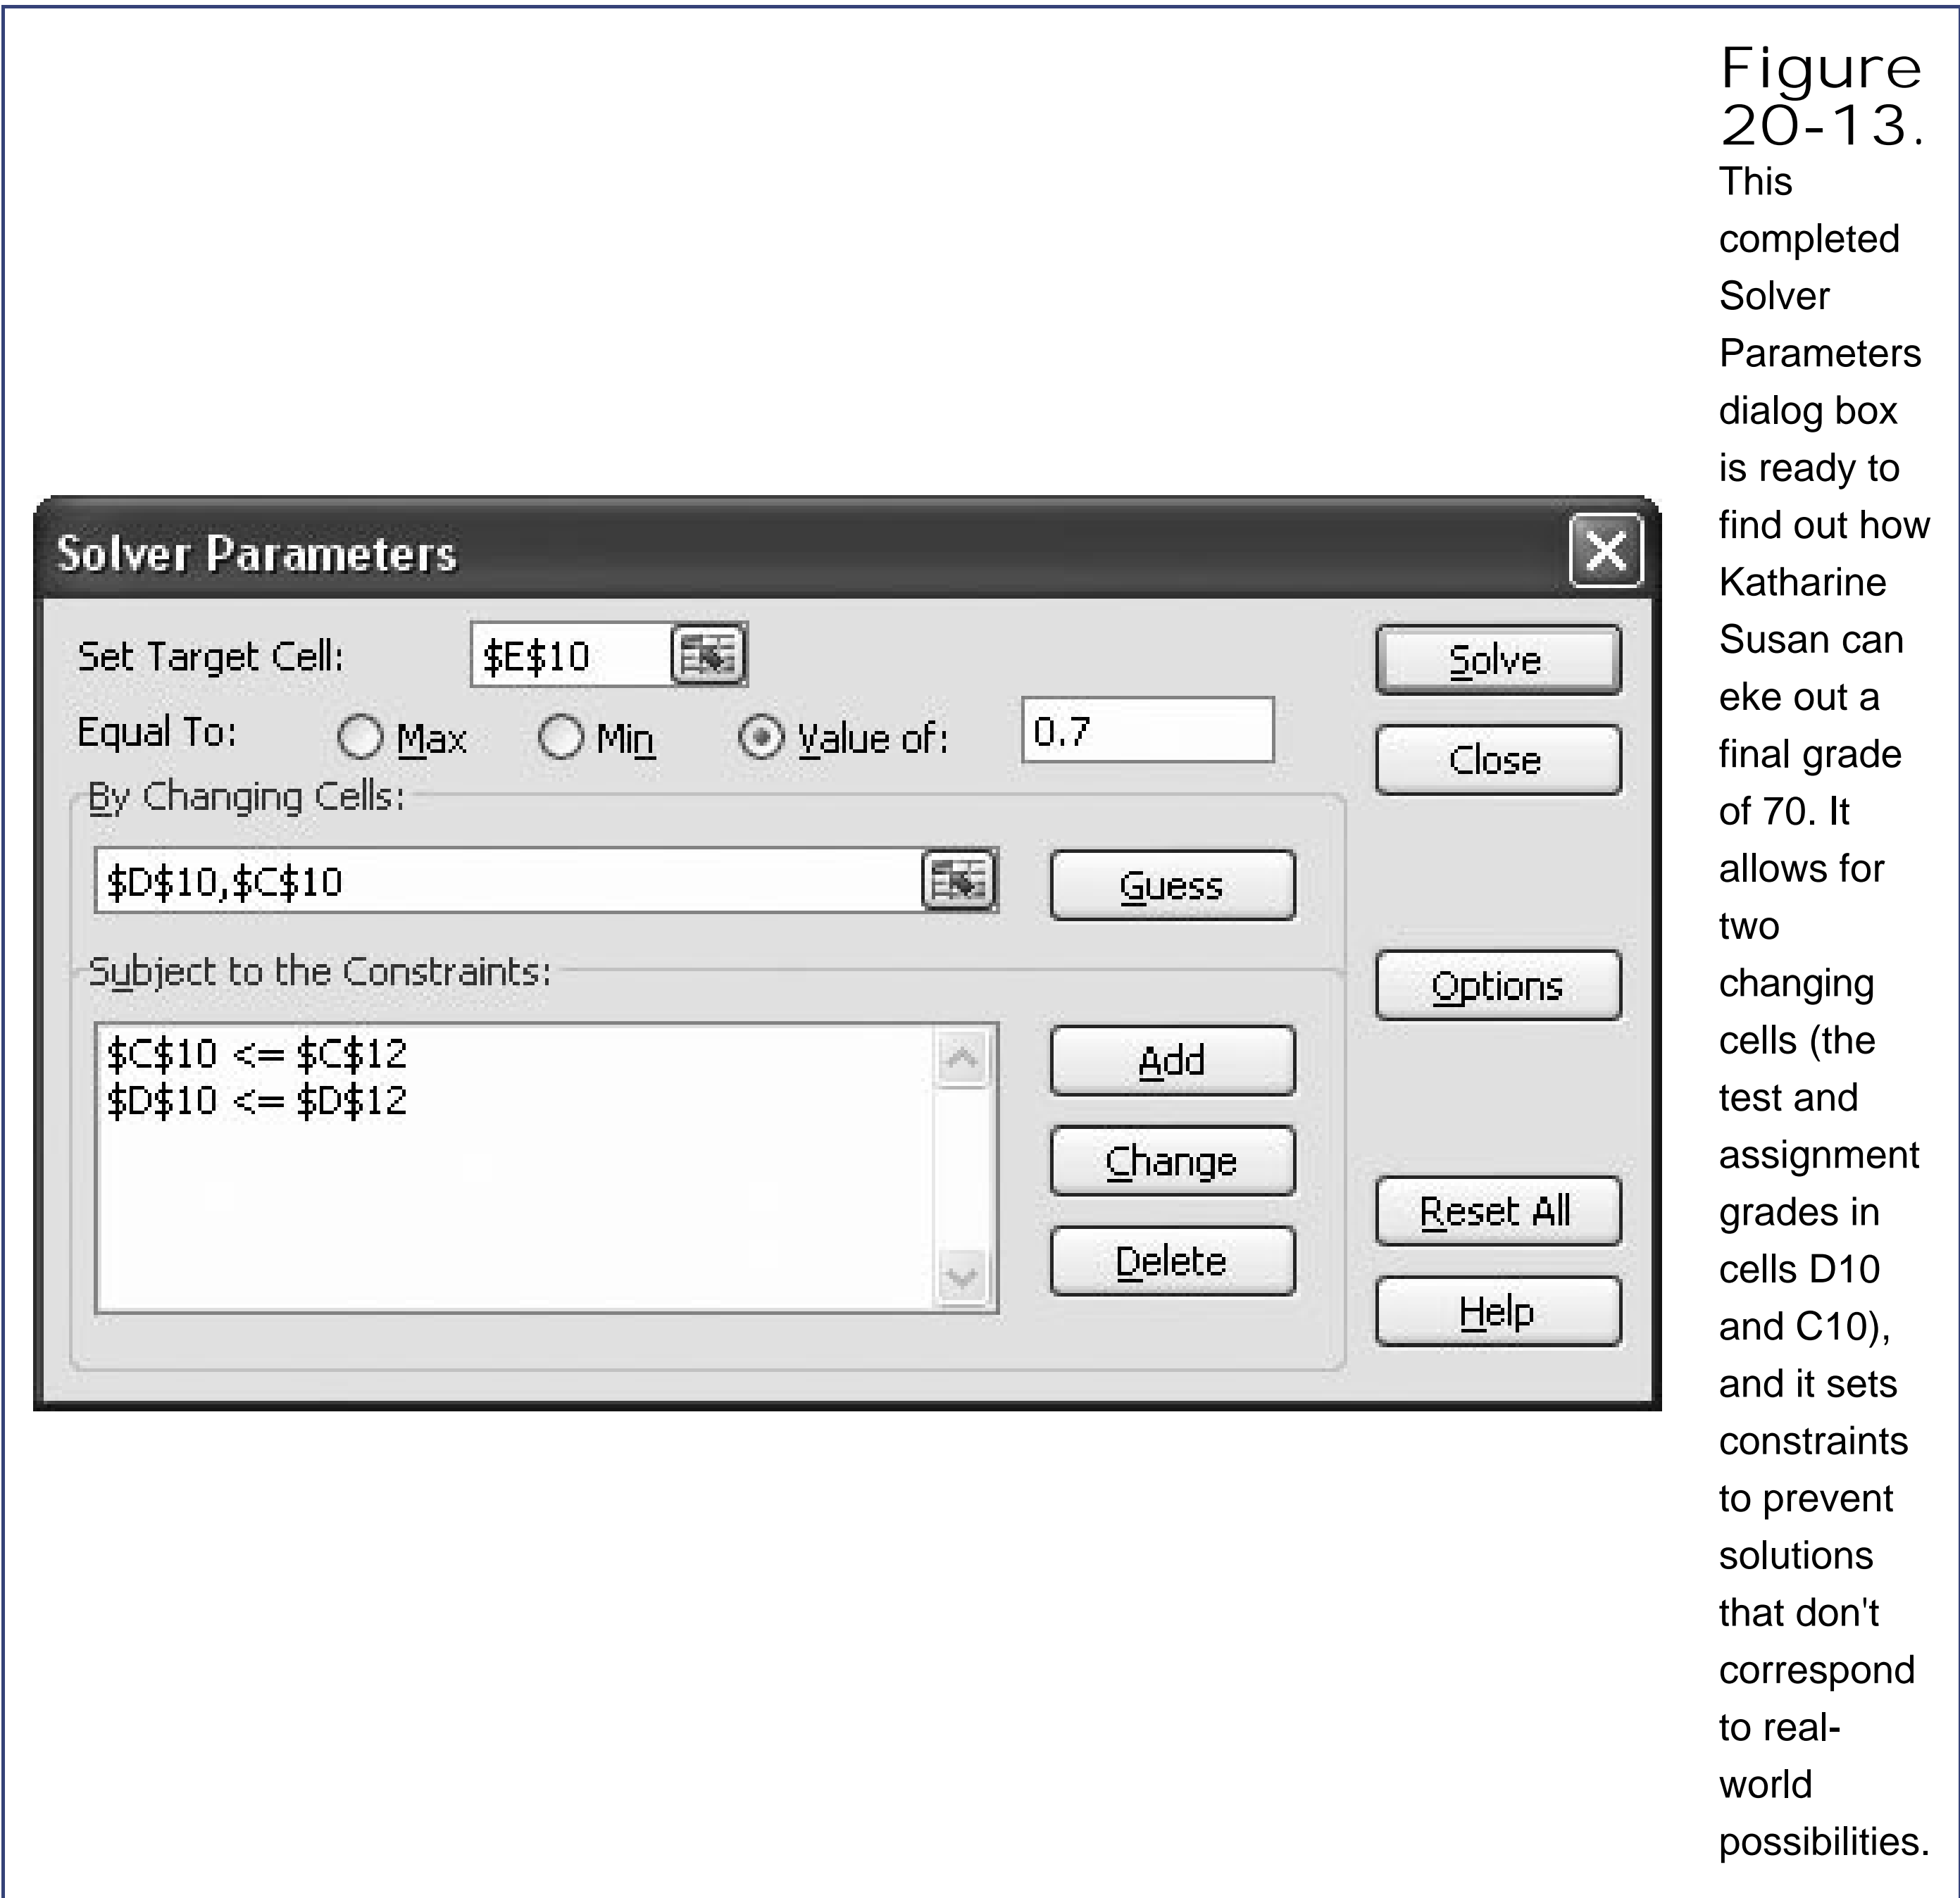 Figure
20-13.
This
completed
Solver
Parameters
dialog box
is ready to
find out how
Katharine
Susan can
eke out a
final grade
of 70. It
allows for
two
changing
cells (the
test and
assignment
grades in
cells D10
and C10),
and it sets
constraints
to prevent
solutions
that don't
correspond
to real-
world
possibilities.
Solver Parameters
Set Target Cell: $E$10 Solve
Equal To: Max Min Value of: 0.7 Close
By Changing Cells:
$D$10,$C$10 Guess
Subject to the Constraints: Options
$C$10 <= $C$12 Add
$D$10 <= $D$12
Change
Reset All
Delete
Help